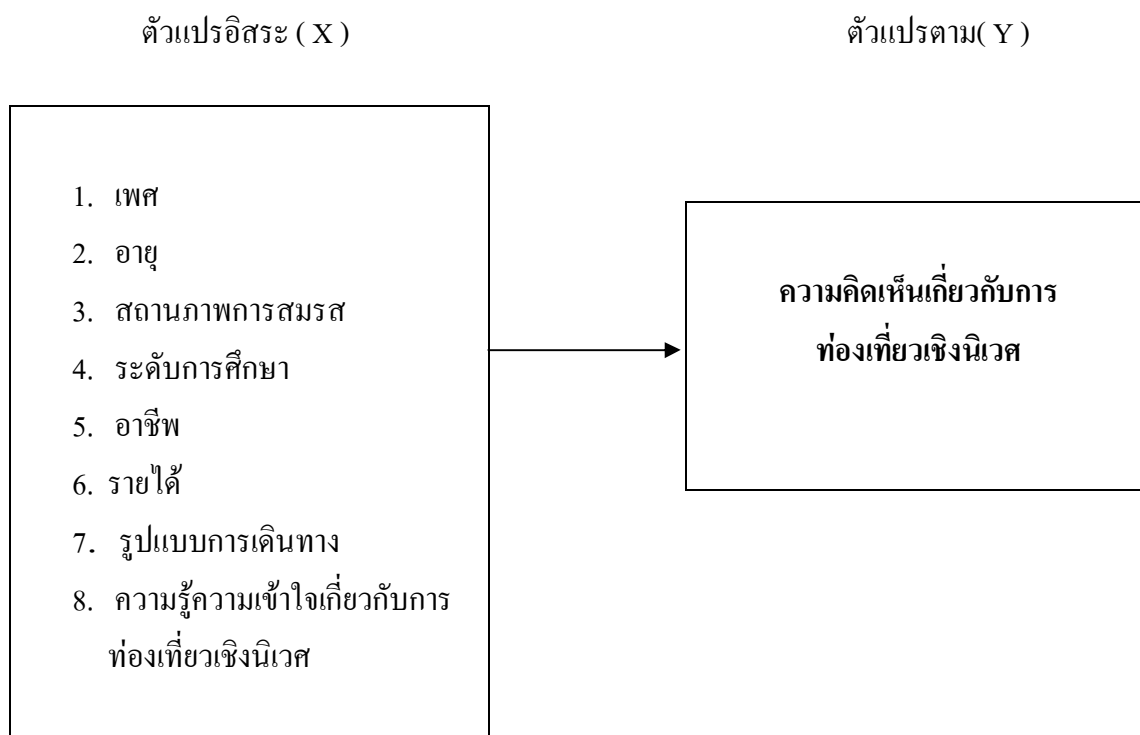 ตัวแปรอิสระ ( X )
ตัวแปรตาม( Y )
1. เพศ
2. อายุ
3. สถานภาพการสมรส
4. ระดับการศึกษา
5. อาชีพ
6. รายได้
7. รูปแบบการเดินทาง
8. ความรู้ความเข้าใจเกี่ยวกับการ
ท่องเที่ยวเชิงนิเวศ
ความคิดเห็นเกี่ยวกับการ
ท่องเที่ยวเชิงนิเวศ